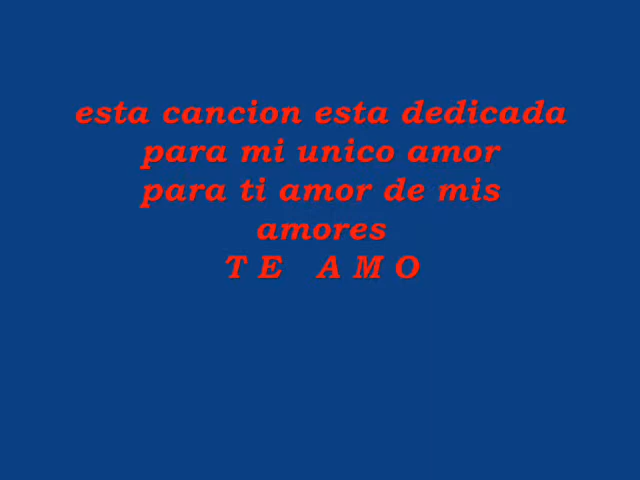 esta cancion esta dedicada
para mi unico amor
para ti amor de mis
amores
T E A M O